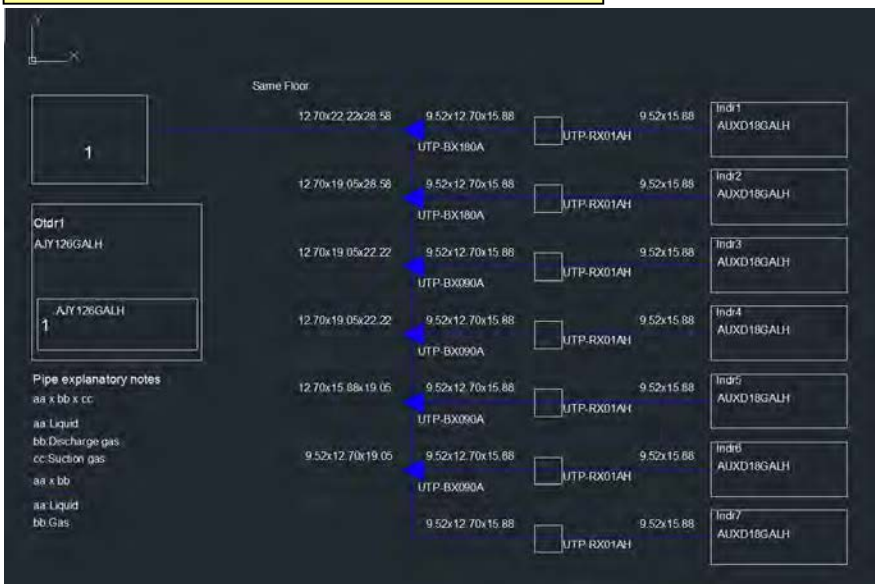 Y
X
Same Floor
12.70x22.22x28.58 9.52x12.70x15.88 9.52x15.88 Indr1
UTP-BX180A UTP-RX01AH AUXD18GALH
1
12.70x19.05x28.58 9.52x12.70x15.88 9.52x15.88 Indr2
UTP-BX180A UTP-RX01AH AUXD18GALH
Otdr1
AJY126GALH
12.70x19.05x22.22 9.52x12.70x15.88 9.52x15.88 Indr3
UTP-BX090A UTP-RX01AH AUXD18GALH
AJY126GALH
1
12.70x19.05x22.22 9.52x12.70x15.88 9.52x15.88 Indr4
UTP-BX090A UTP-RX01AH AUXD18GALH
Pipe explanatory notes
aa x bb x cc
aa:Liquid
bb:Discharge gas
cc:Suction gas
aa x bb
aa:Liquid
bb:Gas
12.70x15.88x19.05 9.52x12.70x15.88 9.52x15.88 Indr5
UTP-BX090A UTP-RX01AH AUXD18GALH
9.52x12.70x19.05 9.52x12.70x15.88 9.52x15.88 Indr6
UTP-BX090A UTP-RX01AH AUXD18GALH
9.52x12.70x15.88 9.52x15.88 Indr7
UTP-RX01AH AUXD18GALH